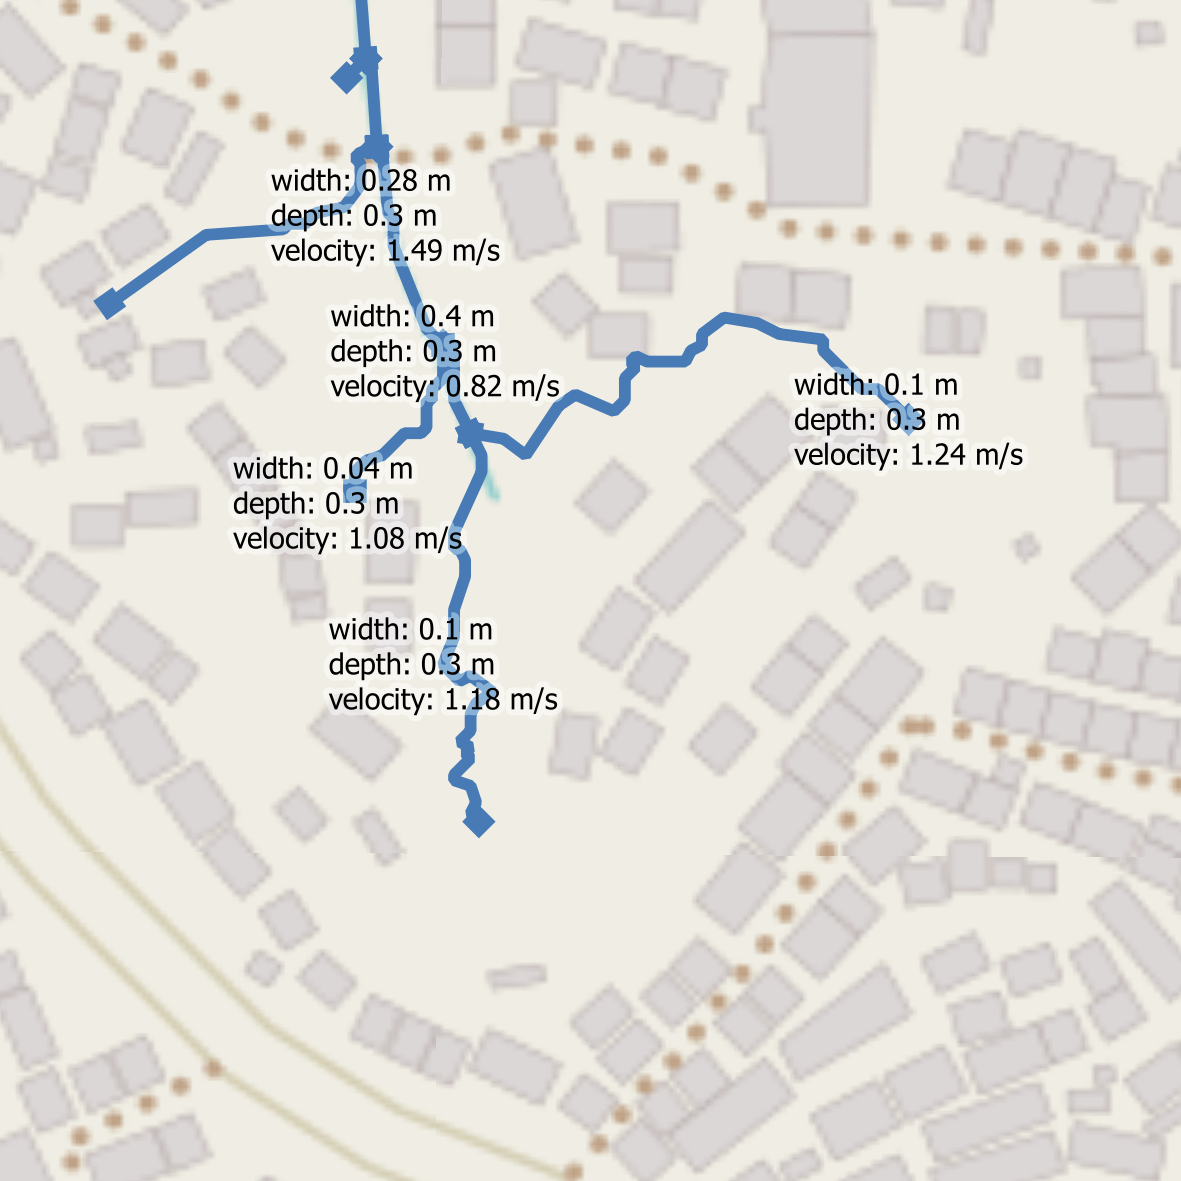 width: 0.28 m
depth: 0.3 m
velocity: 1.49 m/s
width: 0.4 m
depth: 0.3 m
velocity: 0.82 m/s
width: 0.1 m
depth: 0.3 m
velocity: 1.24 m/s
width: 0.04 m
depth: 0.3 m
velocity: 1.08 m/s
width: 0.1 m
depth: 0.3 m
velocity: 1.18 m/s